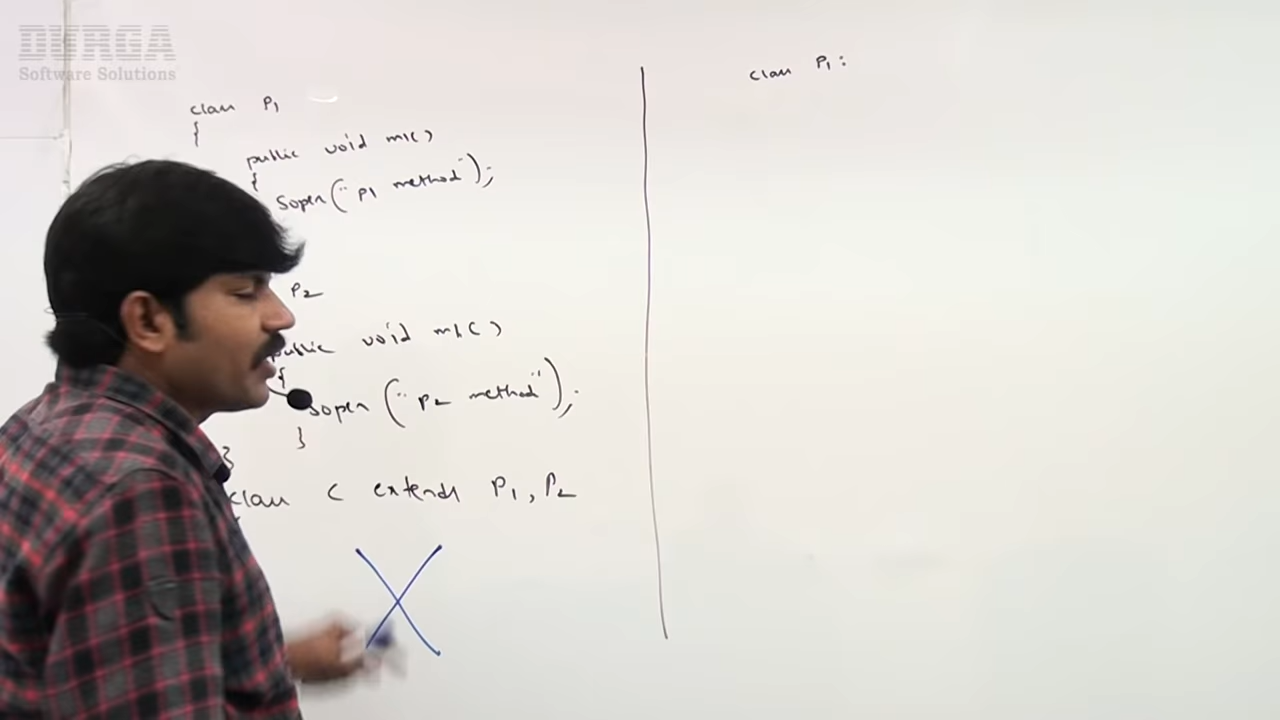 DURGA
Software Solutions
class P1
{
public void m1()
{
Sopln("P1 method");
P2
public void m1()
{
Sopln("P2 method");
}
}
class C extends P1, P2
class P1: